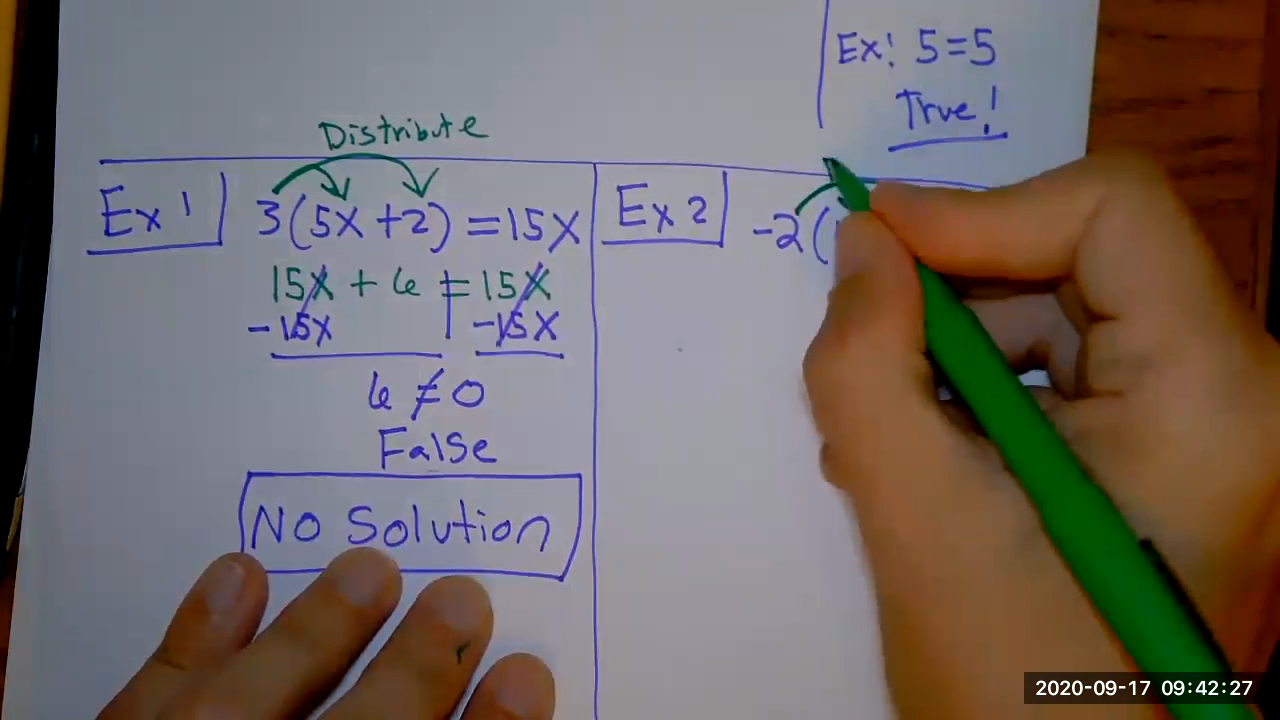 Ex! 5=5
True!
Distribute
Ex 1
3(5x+2)=15x
15x + 6 = 15x
-15x -15x
6 ≠ 0
False
No Solution
Ex 2
-2(
2020-09-17 09:42:27